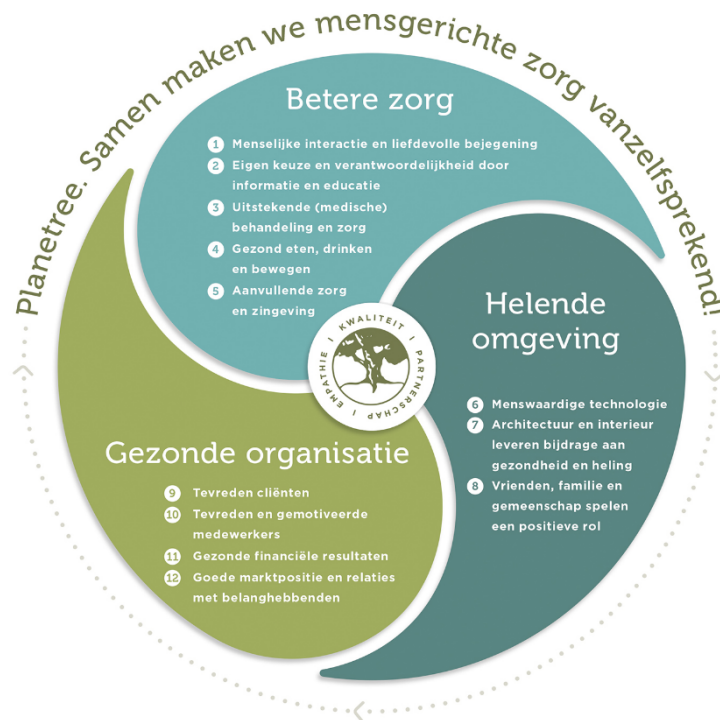 Planetree. Samen maken we mensgerichte zorg vanzelfsprekend!
Betere zorg
1 Menselijke interactie en liefdevolle bejegening
2 Eigen keuze en verantwoordelijkheid door
informatie en educatie
3 Uitstekende (medische)
behandeling en zorg
4 Gezond eten, drinken
en bewegen
5 Aanvullende zorg
en zingeving
Helende
omgeving
6 Menswaardige technologie
7 Architectuur en interieur
leveren bijdrage aan
gezondheid en heling
8 Vrienden, familie en
gemeenschap spelen
een positieve rol
EMPATHIE | KWALITEIT | PARTNERSCHAP |
Gezonde organisatie
9 Tevreden cliënten
10 Tevreden en gemotiveerde
medewerkers
11 Gezonde financiële resultaten
12 Goede marktpositie en relaties
met belanghebbenden